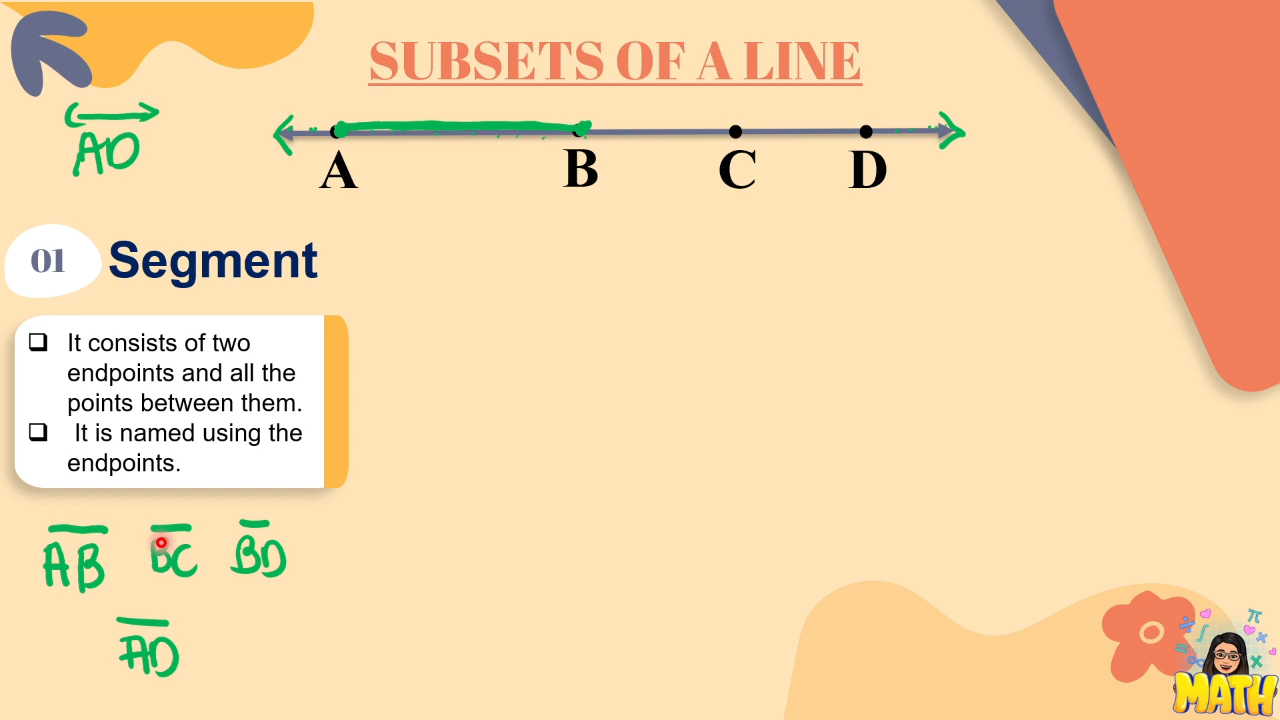 SUBSETS OF A LINE
AD
A B C D
01 Segment
❑ It consists of two
endpoints and all the
points between them.
❑ It is named using the
endpoints.
AB BC BD
AD
MATH